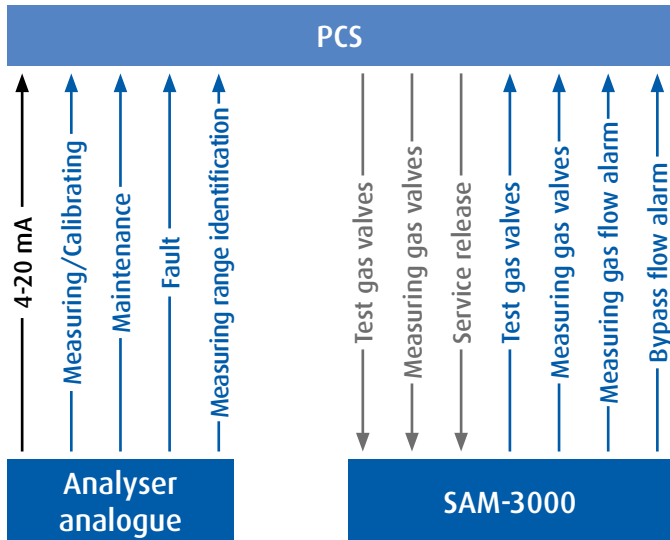 PCS
4-20 mA
Measuring/Calibrating
Maintenance
Fault
Measuring range identification
Test gas valves
Measuring gas valves
Service release
Test gas valves
Measuring gas valves
Measuring gas flow alarm
Bypass flow alarm
Analyser
analogue
SAM-3000